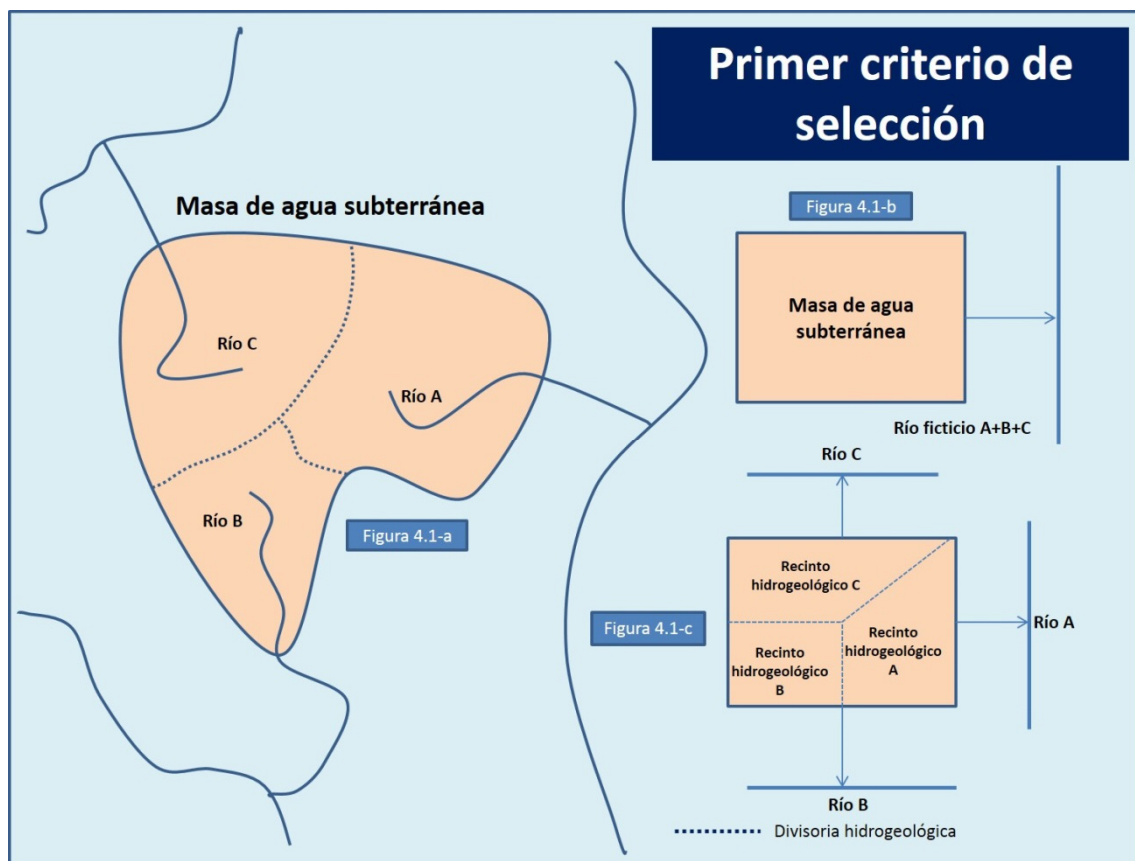 Primer criterio de
selección
Masa de agua subterránea
Río C
Río A
Río B
Figura 4.1-a
Figura 4.1-b
Masa de agua
subterránea
Río ficticio A+B+C
Río C
Figura 4.1-c
Recinto
hidrogeológico C
Recinto
hidrogeológico
B
Recinto
hidrogeológico
A
Río A
Río B
Divisoria hidrogeológica